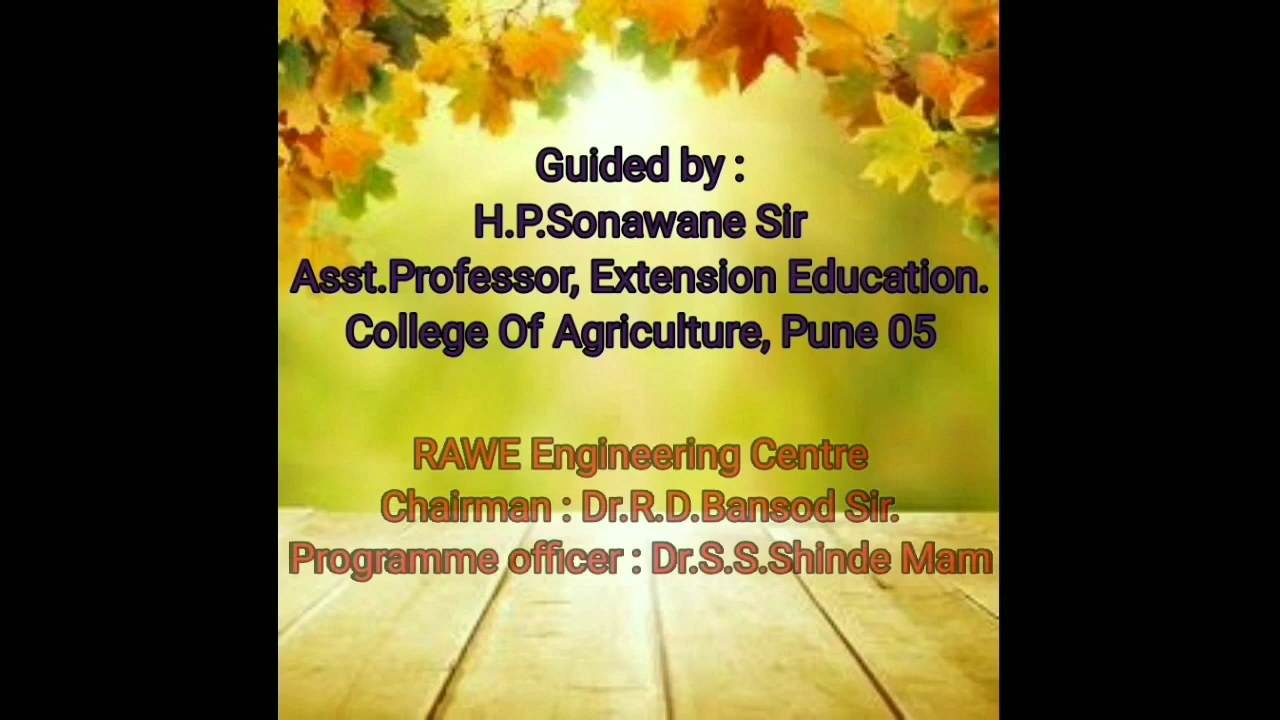 Guided by :
H.P.Sonawane Sir
Asst.Professor, Extension Education.
College Of Agriculture, Pune 05
RAWE Engineering Centre
Chairman : Dr.R.D.Bansod Sir.
Programme officer : Dr.S.S.Shinde Mam